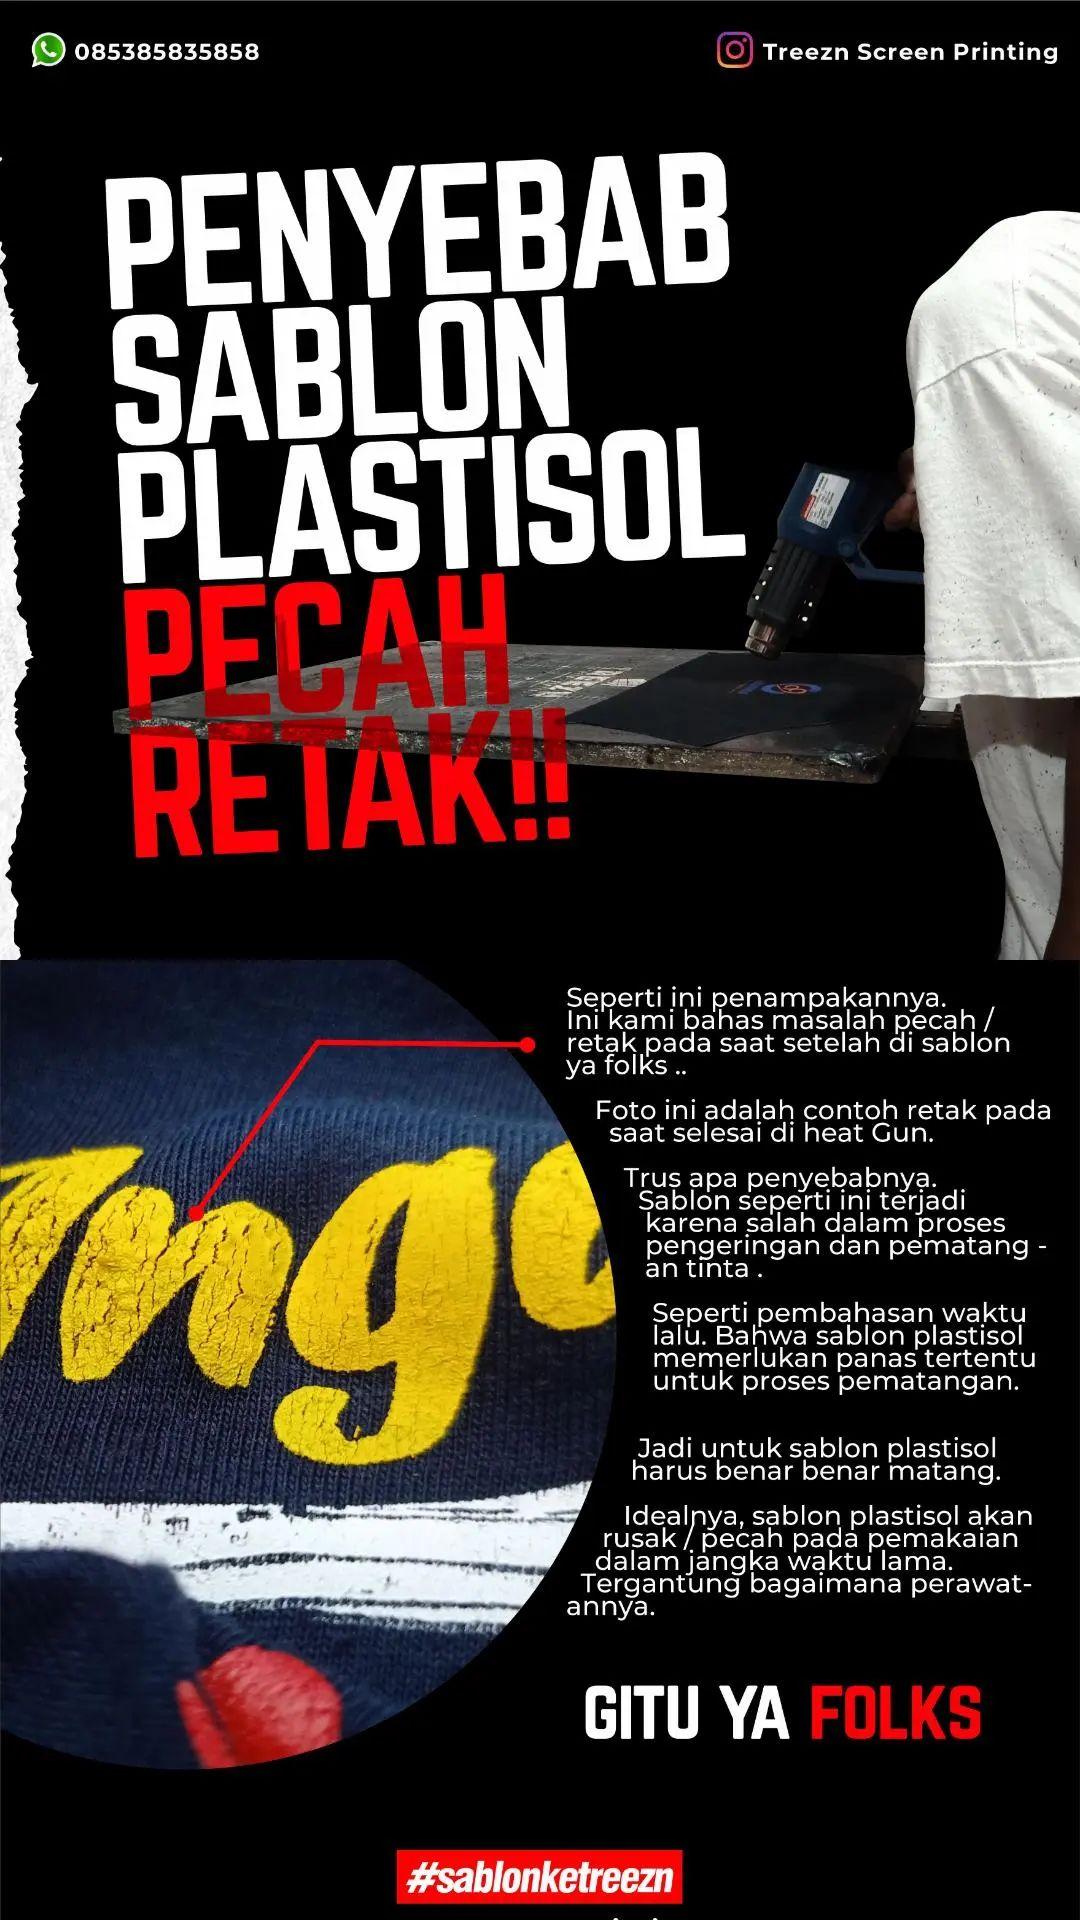 085385835858
Treezn Screen Printing
PENYEBAB
SABLON
PLASTISOL
PECAH
RETAK!!
Seperti ini penampakannya.
Ini kami bahas masalah pecah /
retak pada saat setelah di sablon
ya folks ..
Foto ini adalah contoh retak pada
saat selesai di heat Gun.
Trus apa penyebabnya.
Sablon seperti ini terjadi
karena salah dalam proses
pengeringan dan pematang -
an tinta .
Seperti pembahasan waktu
lalu. Bahwa sablon plastisol
memerlukan panas tertentu
untuk proses pematangan.
Jadi untuk sablon plastisol
harus benar benar matang.
Idealnya, sablon plastisol akan
rusak / pecah pada pemakaian
dalam jangka waktu lama.
Tergantung bagaimana perawat-
annya.
GITU YA FOLKS
#sablonketreezn